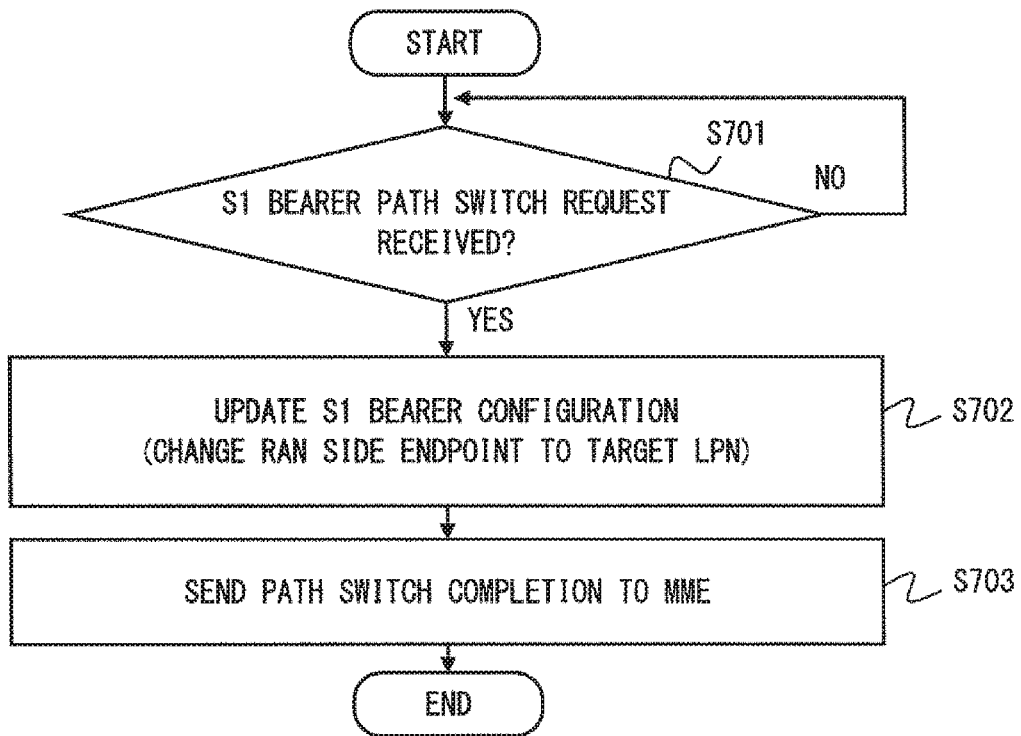 START
S701
NO
S1 BEARER PATH SWITCH REQUEST
RECEIVED?
YES
UPDATE S1 BEARER CONFIGURATION
(CHANGE RAN SIDE ENDPOINT TO TARGET LPN)
S702
SEND PATH SWITCH COMPLETION TO MME
S703
END